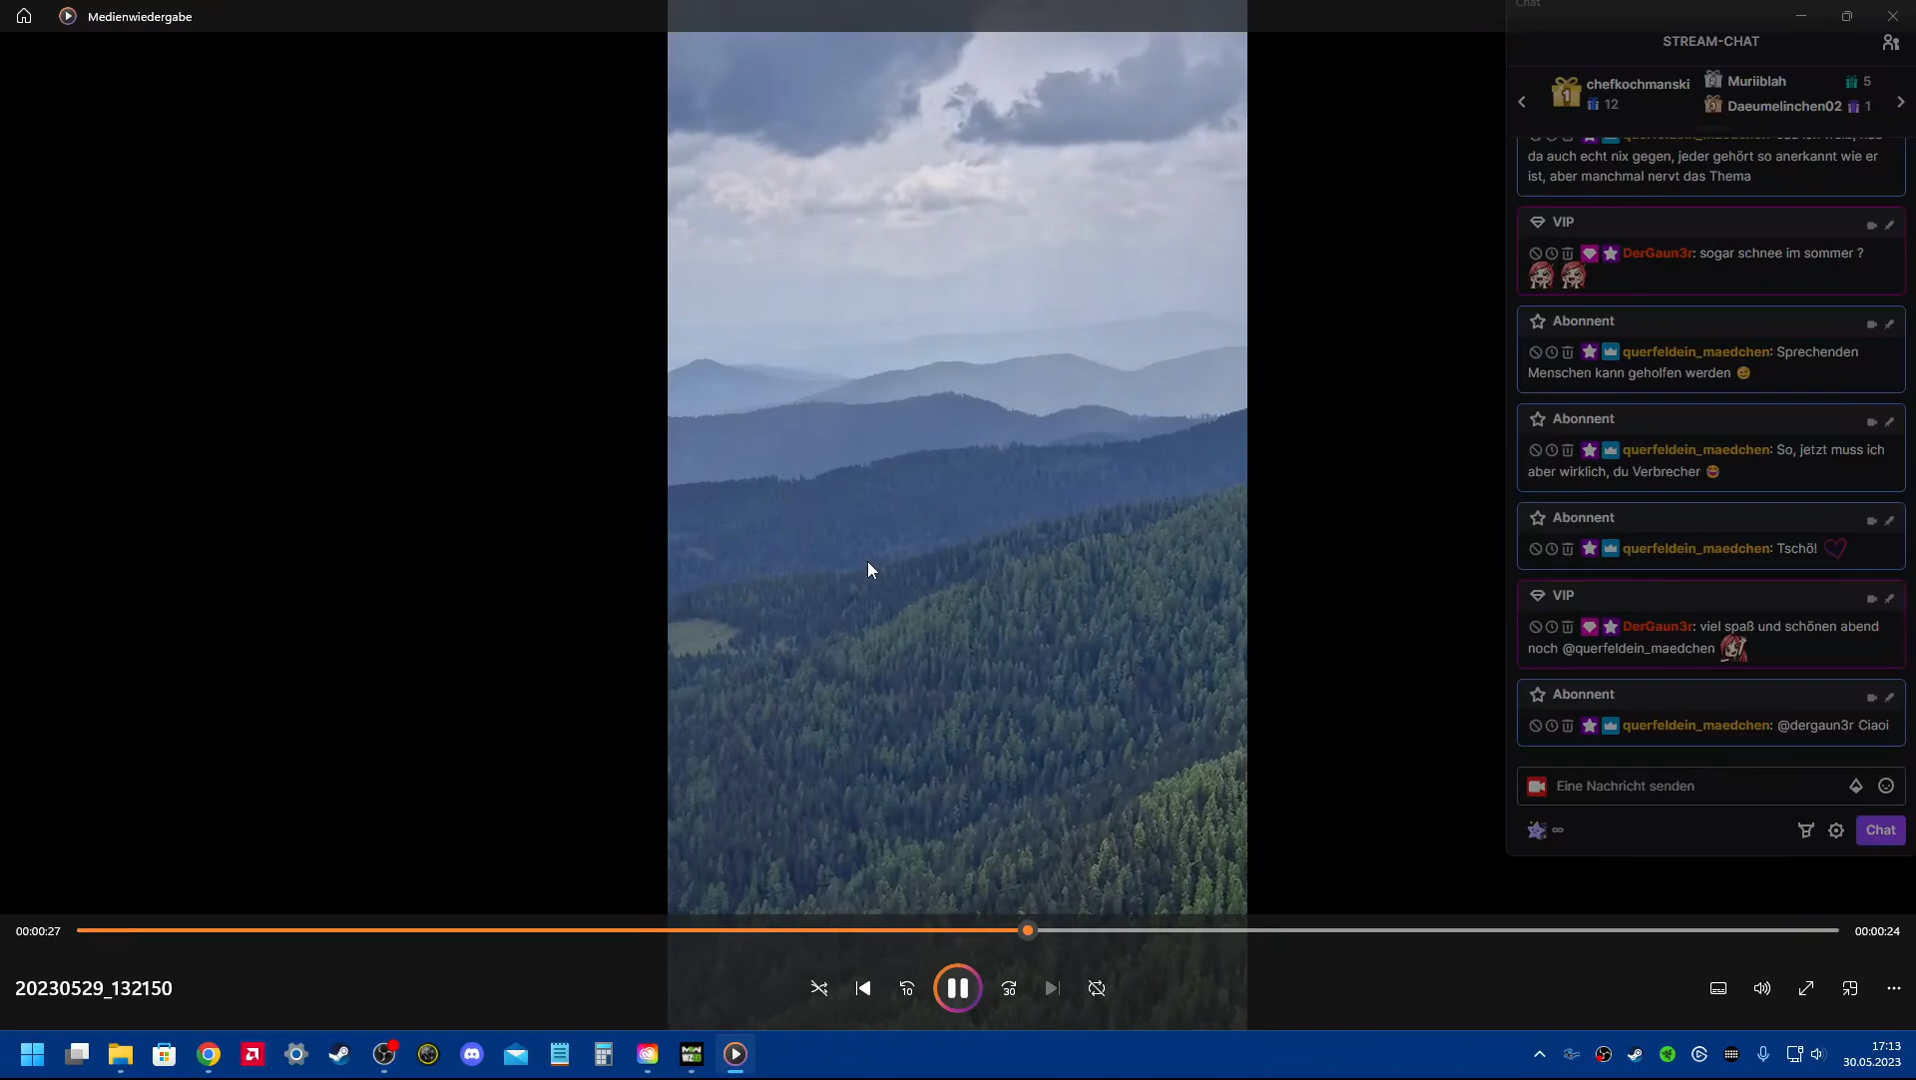 Medienwiedergabe
Chat
STREAM-CHAT
1
chefkochmanski
12
Muriiblah 5
Daeumelinchen02 1
da auch echt nix gegen, jeder gehört so anerkannt wie er
ist, aber manchmal nervt das Thema
VIP
DerGaun3r: sogar schnee im sommer ?
Abonnent
querfeldein_maedchen: Sprechenden
Menschen kann geholfen werden
Abonnent
querfeldein_maedchen: So, jetzt muss ich
aber wirklich, du Verbrecher
Abonnent
querfeldein_maedchen: Tschö!
VIP
DerGaun3r: viel spaß und schönen abend
noch @querfeldein_maedchen
Abonnent
querfeldein_maedchen: @dergaun3r Ciaoi
Eine Nachricht senden
∞
Chat
00:00:27
00:00:24
20230529_132150
10
30
17:13
30.05.2023